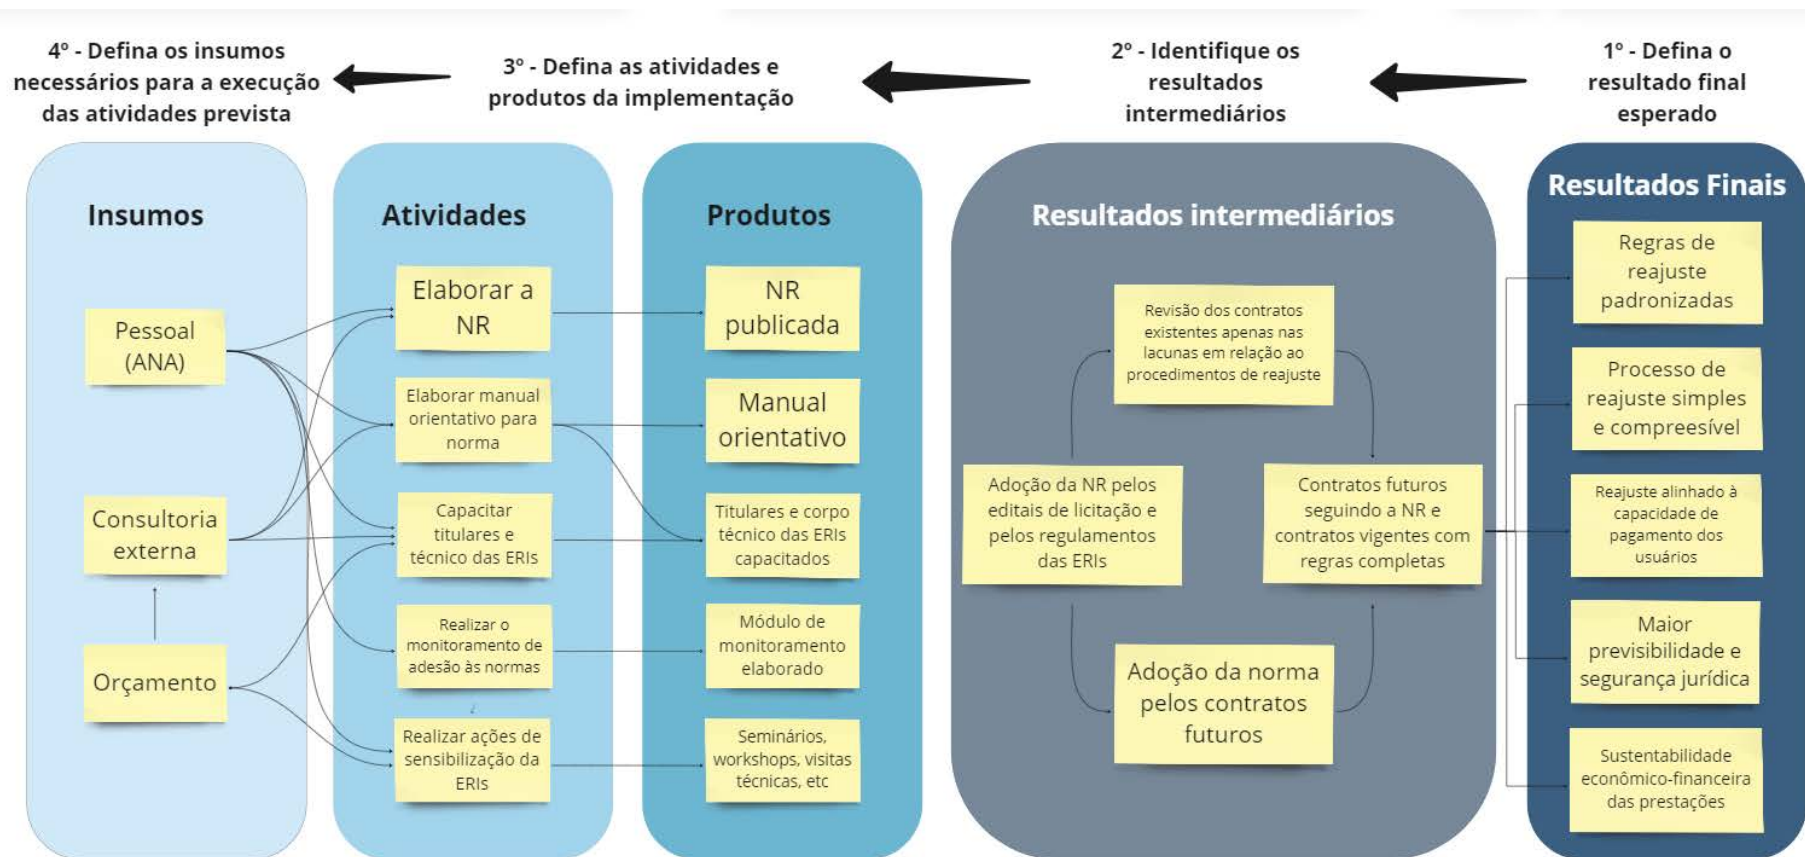 4º - Defina os insumos
necessários para a execução
das atividades prevista
3º - Defina as atividades e
produtos da implementação
2º - Identifique os
resultados
intermediários
1º - Defina o
resultado final
esperado
Insumos
Pessoal
(ANA)
Consultoria
externa
Orçamento
Atividades
Elaborar a
NR
Elaborar manual
orientativo para
norma
Capacitar
titulares e
técnico das ERIs
Realizar o
monitoramento de
adesão às normas
Realizar ações de
sensibilização da
ERIs
Produtos
NR
publicada
Manual
orientativo
Titulares e corpo
técnico das ERIs
capacitados
Módulo de
monitoramento
elaborado
Seminários,
workshops, visitas
técnicas, etc
Resultados intermediários
Revisão dos contratos
existentes apenas nas
lacunas em relação ao
procedimentos de reajuste
Adoção da NR pelos
editais de licitação e
pelos regulamentos
das ERIs
Contratos futuros
seguindo a NR e
contratos vigentes com
regras completas
Adoção da norma
pelos contratos
futuros
Resultados Finais
Regras de
reajuste
padronizadas
Processo de
reajuste simples
e compreesível
Reajuste alinhado à
capacidade de
pagamento dos
usuários
Maior
previsibilidade e
segurança jurídica
Sustentabilidade
econômico-financeira
das prestações